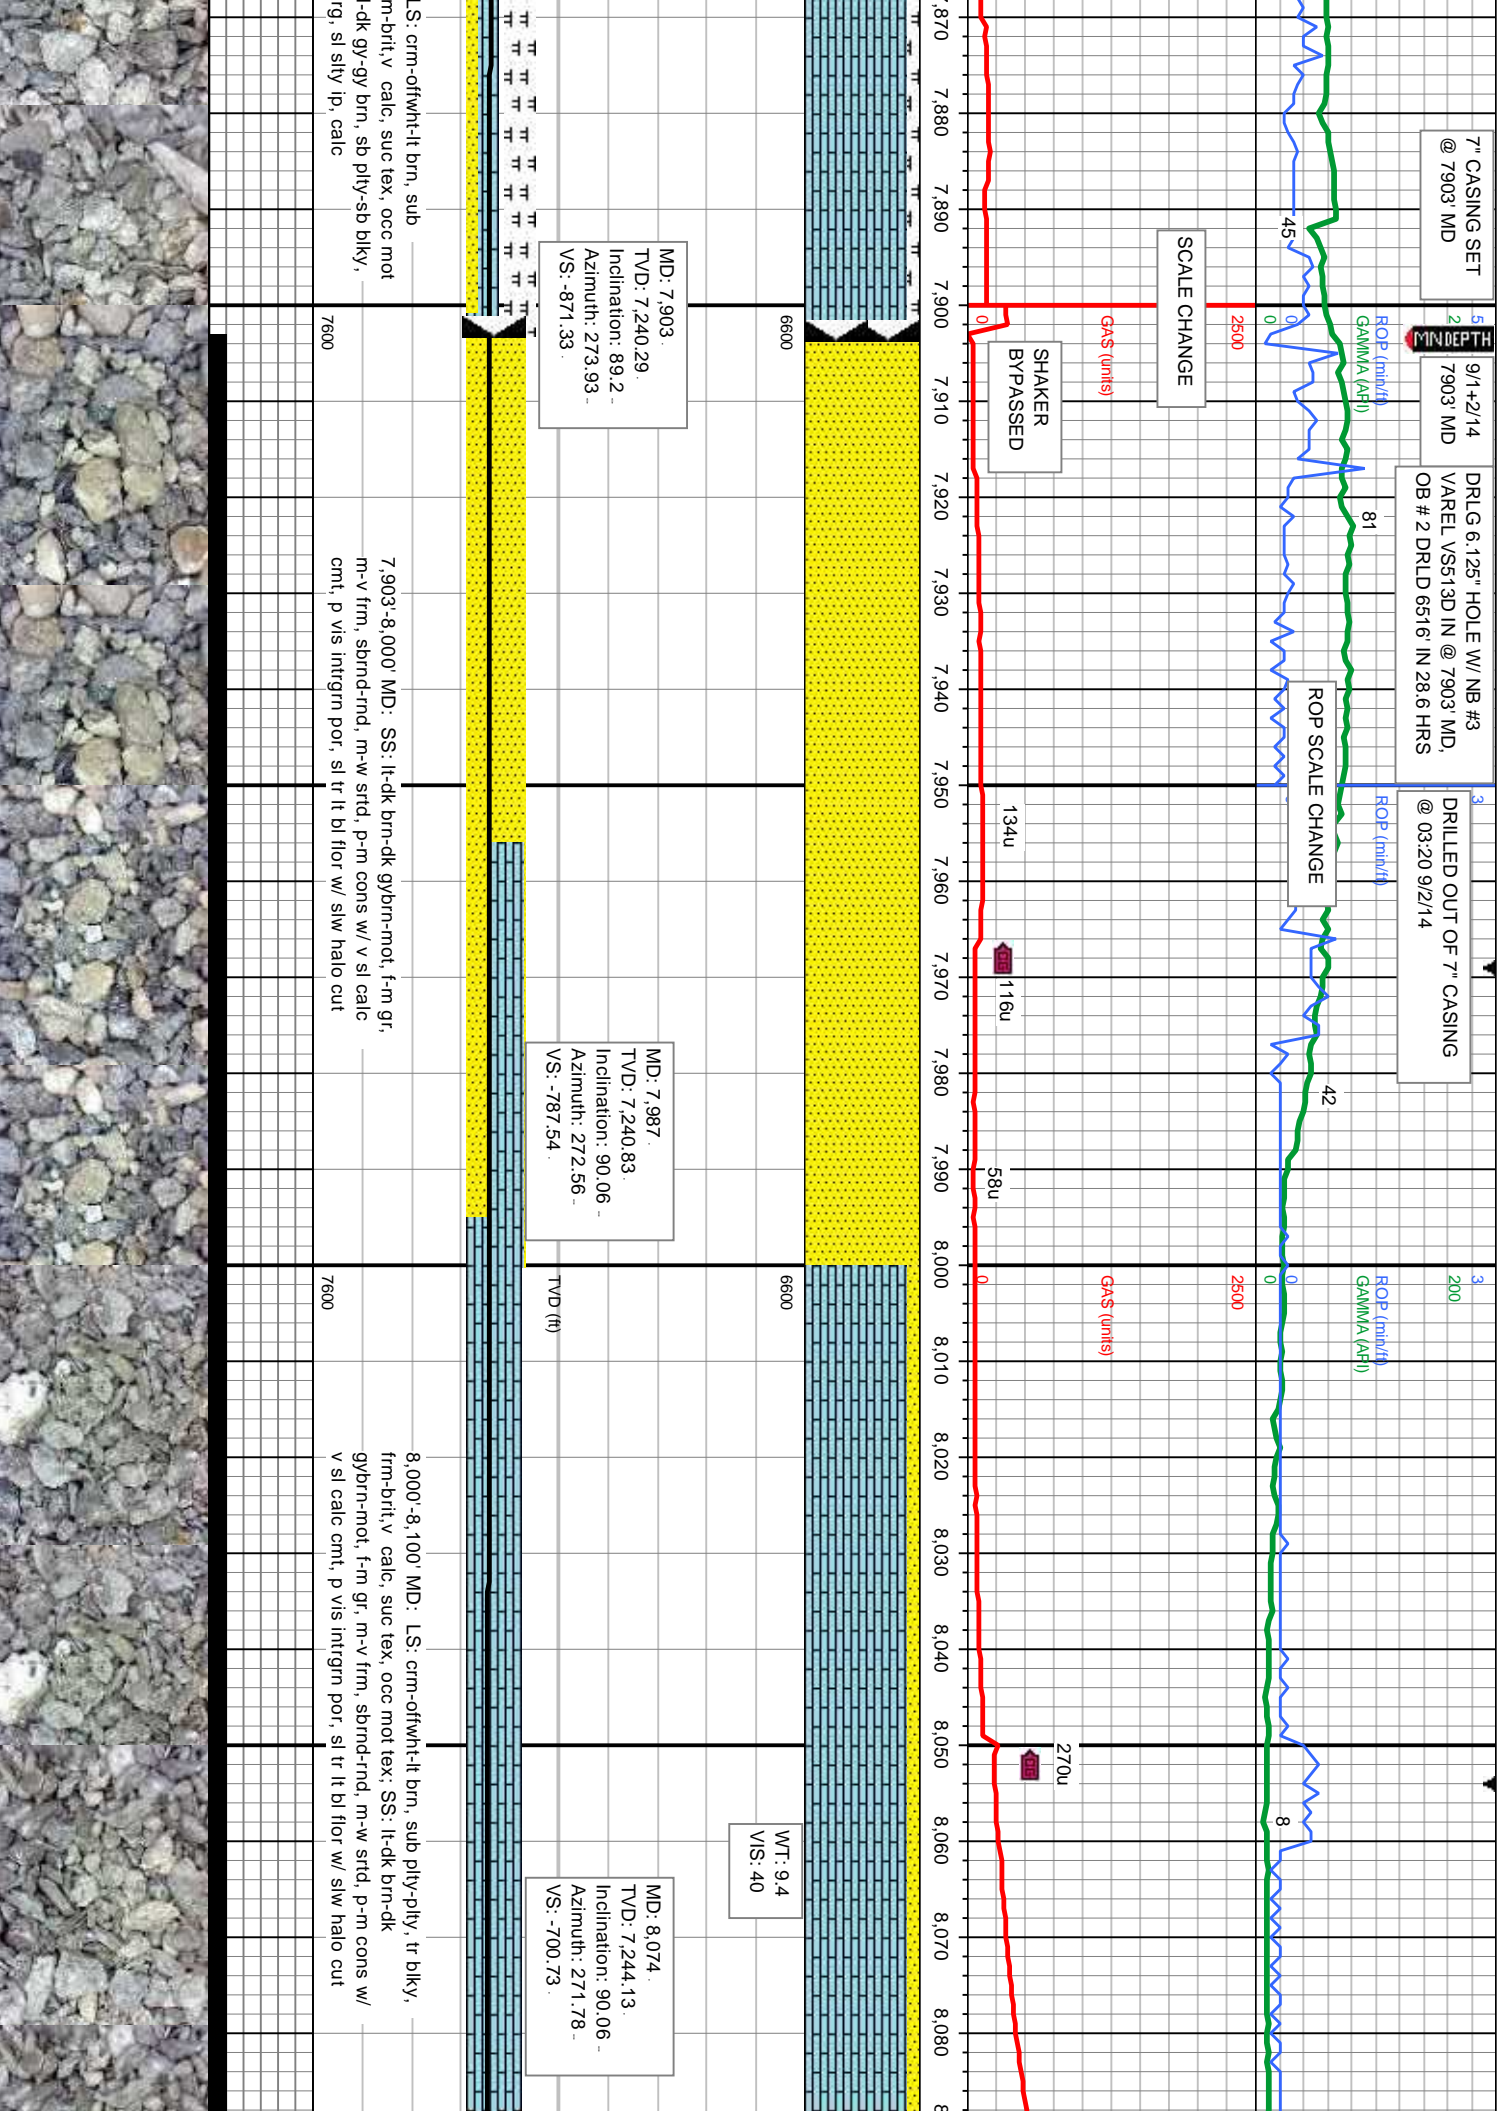 7" CASING SET
@ 7903' MD
MN DEPTH
9/1+2/14
7903' MD
DRLG 6.125" HOLE W/ NB #3
VAREL VS513D IN @ 7903' MD,
OB # 2 DRLD 6516' IN 28.6 HRS
DRILLED OUT OF 7" CASING
@ 03:20 9/2/14
ROP SCALE CHANGE
SCALE CHANGE
5
2
ROP (min/ft)
GAMMA (API)
0
0
3
ROP (min/ft)
3
200
ROP (min/ft)
GAMMA (API)
0
0
45
81
42
8
2500
GAS (units)
0
2500
GAS (units)
0
SHAKER
BYPASSED
134u
116u
58u
270u
7,870
7,880
7,890
7,900
7,910
7,920
7,930
7,940
7,950
7,960
7,970
7,980
7,990
8,000
8,010
8,020
8,030
8,040
8,050
8,060
8,070
8,080
6600
6600
WT: 9.4
VIS: 40
MD: 7,903
TVD: 7,240.29
Inclination: 89.2
Azimuth: 273.93
VS: -871.33
MD: 7,987
TVD: 7,240.83
Inclination: 90.06
Azimuth: 272.56
VS: -787.54
MD: 8,074
TVD: 7,244.13
Inclination: 90.06
Azimuth: 271.78
VS: -700.73
TVD (ft)
7600
7600
LS: crm-offwht-lt brn, sub
m-brit,v calc, suc tex, occ mot
l-dk gy-gy brn, sb plty-sb blky,
rg, sl slty ip, calc
7,903'-8,000' MD: SS: lt-dk brn-dk gybrn-mot, f-m gr,
m-v frm, sbrnd-rnd, m-w srtd, p-m cons w/ v sl calc
cmt, p vis intrgrn por, sl tr lt bl flor w/ slw halo cut
8,000'-8,100' MD: LS: crm-offwht-lt brn, sub plty-plty, tr blky,
frm-brit,v calc, suc tex, occ mot tex; SS: lt-dk brn-dk
gybrn-mot, f-m gr, m-v frm, sbrnd-rnd, m-w srtd, p-m cons w/
v sl calc cmt, p vis intrgrn por, sl tr lt bl flor w/ slw halo cut